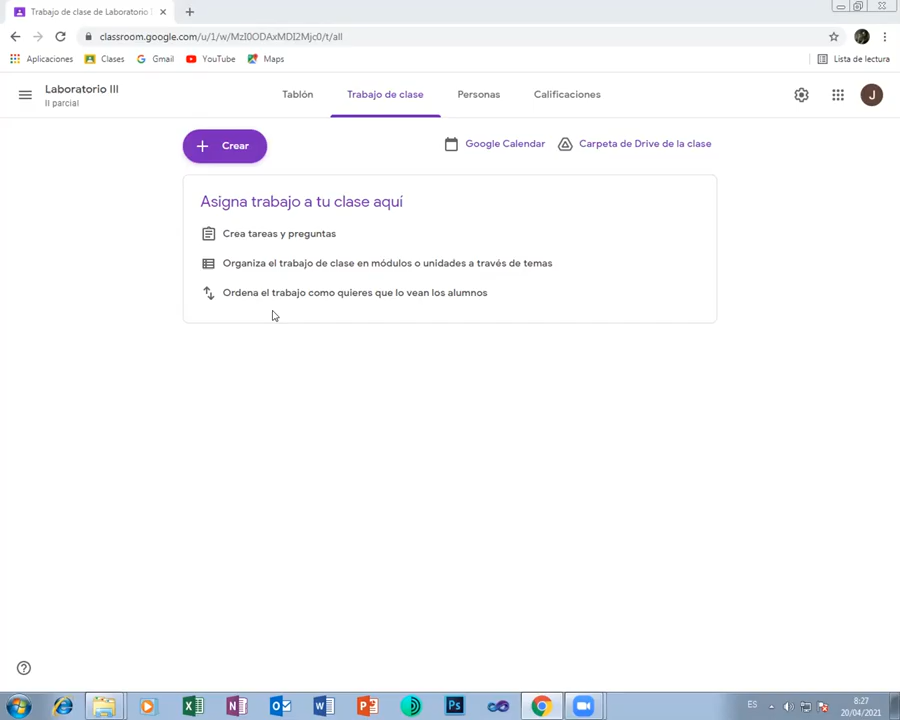 Trabajo de clase de Laboratorio
classroom.google.com/u/1/w/MzI0ODAxMDI2Mjc0/t/all
Aplicaciones Clases Gmail YouTube Maps Lista de lectura
Laboratorio III
II parcial
Tablón Trabajo de clase Personas Calificaciones
J
Crear
Google Calendar Carpeta de Drive de la clase
Asigna trabajo a tu clase aquí
Crea tareas y preguntas
Organiza el trabajo de clase en módulos o unidades a través de temas
Ordena el trabajo como quieres que lo vean los alumnos
ES
8:27
20/04/2021